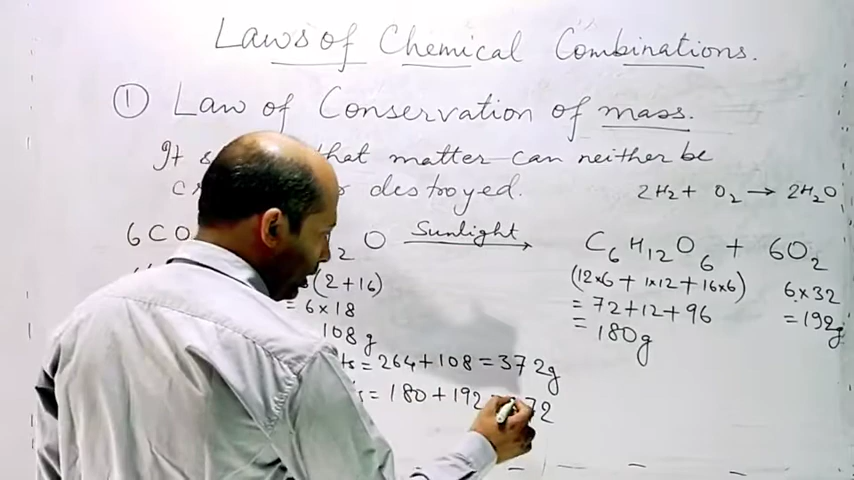 Laws of Chemical Combinations.
① Law of Conservation of mass.
It that matter can neither be
destroyed.
2H₂ + O₂ → 2H₂O
6CO ₂O Sunlight → C₆H₁₂O₆ + 6O₂
(2+16) (12×6 + 1×12 + 16×6) 6×32
= 6×18 = 72+12+96 = 192g
108g = 180g
= 264+108 = 372g
= 180+192 72